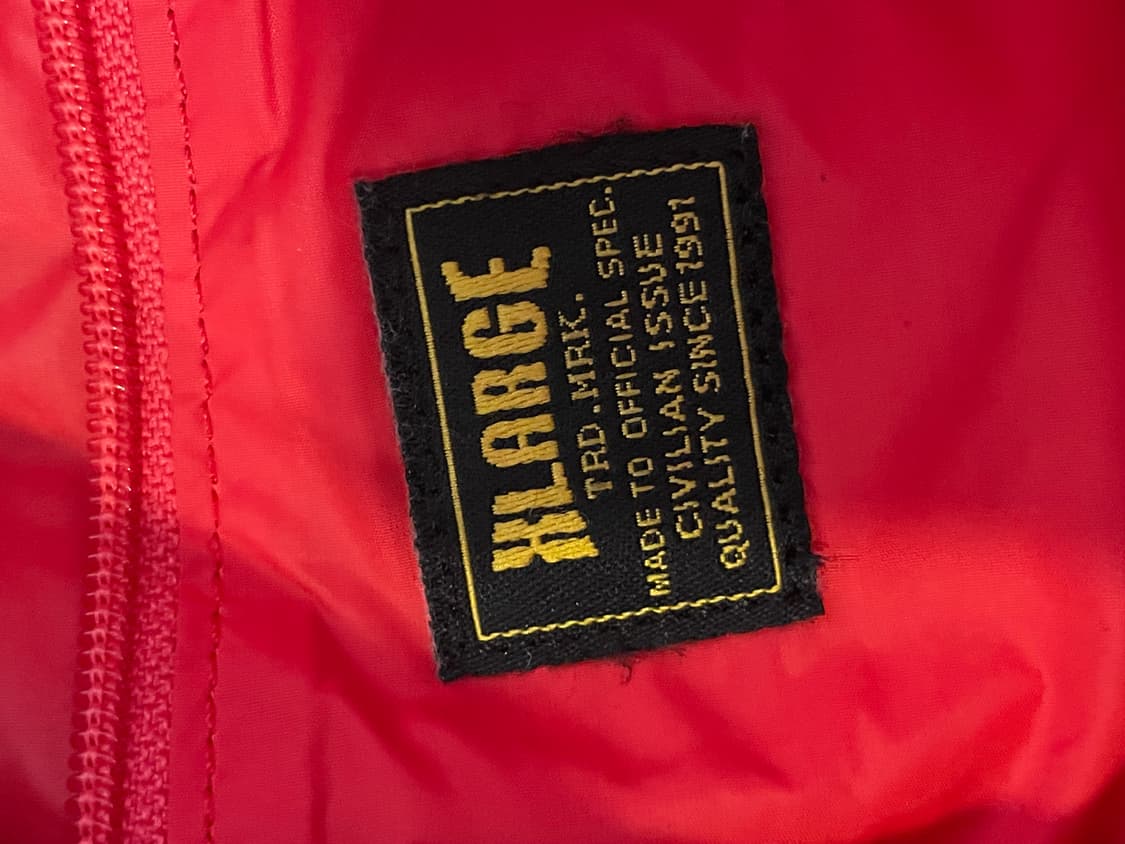 XLARGE
TRD.MRK.
MADE TO OFFICIAL SPEC.
CIVILIAN ISSUE
QUALITY SINCE 1991